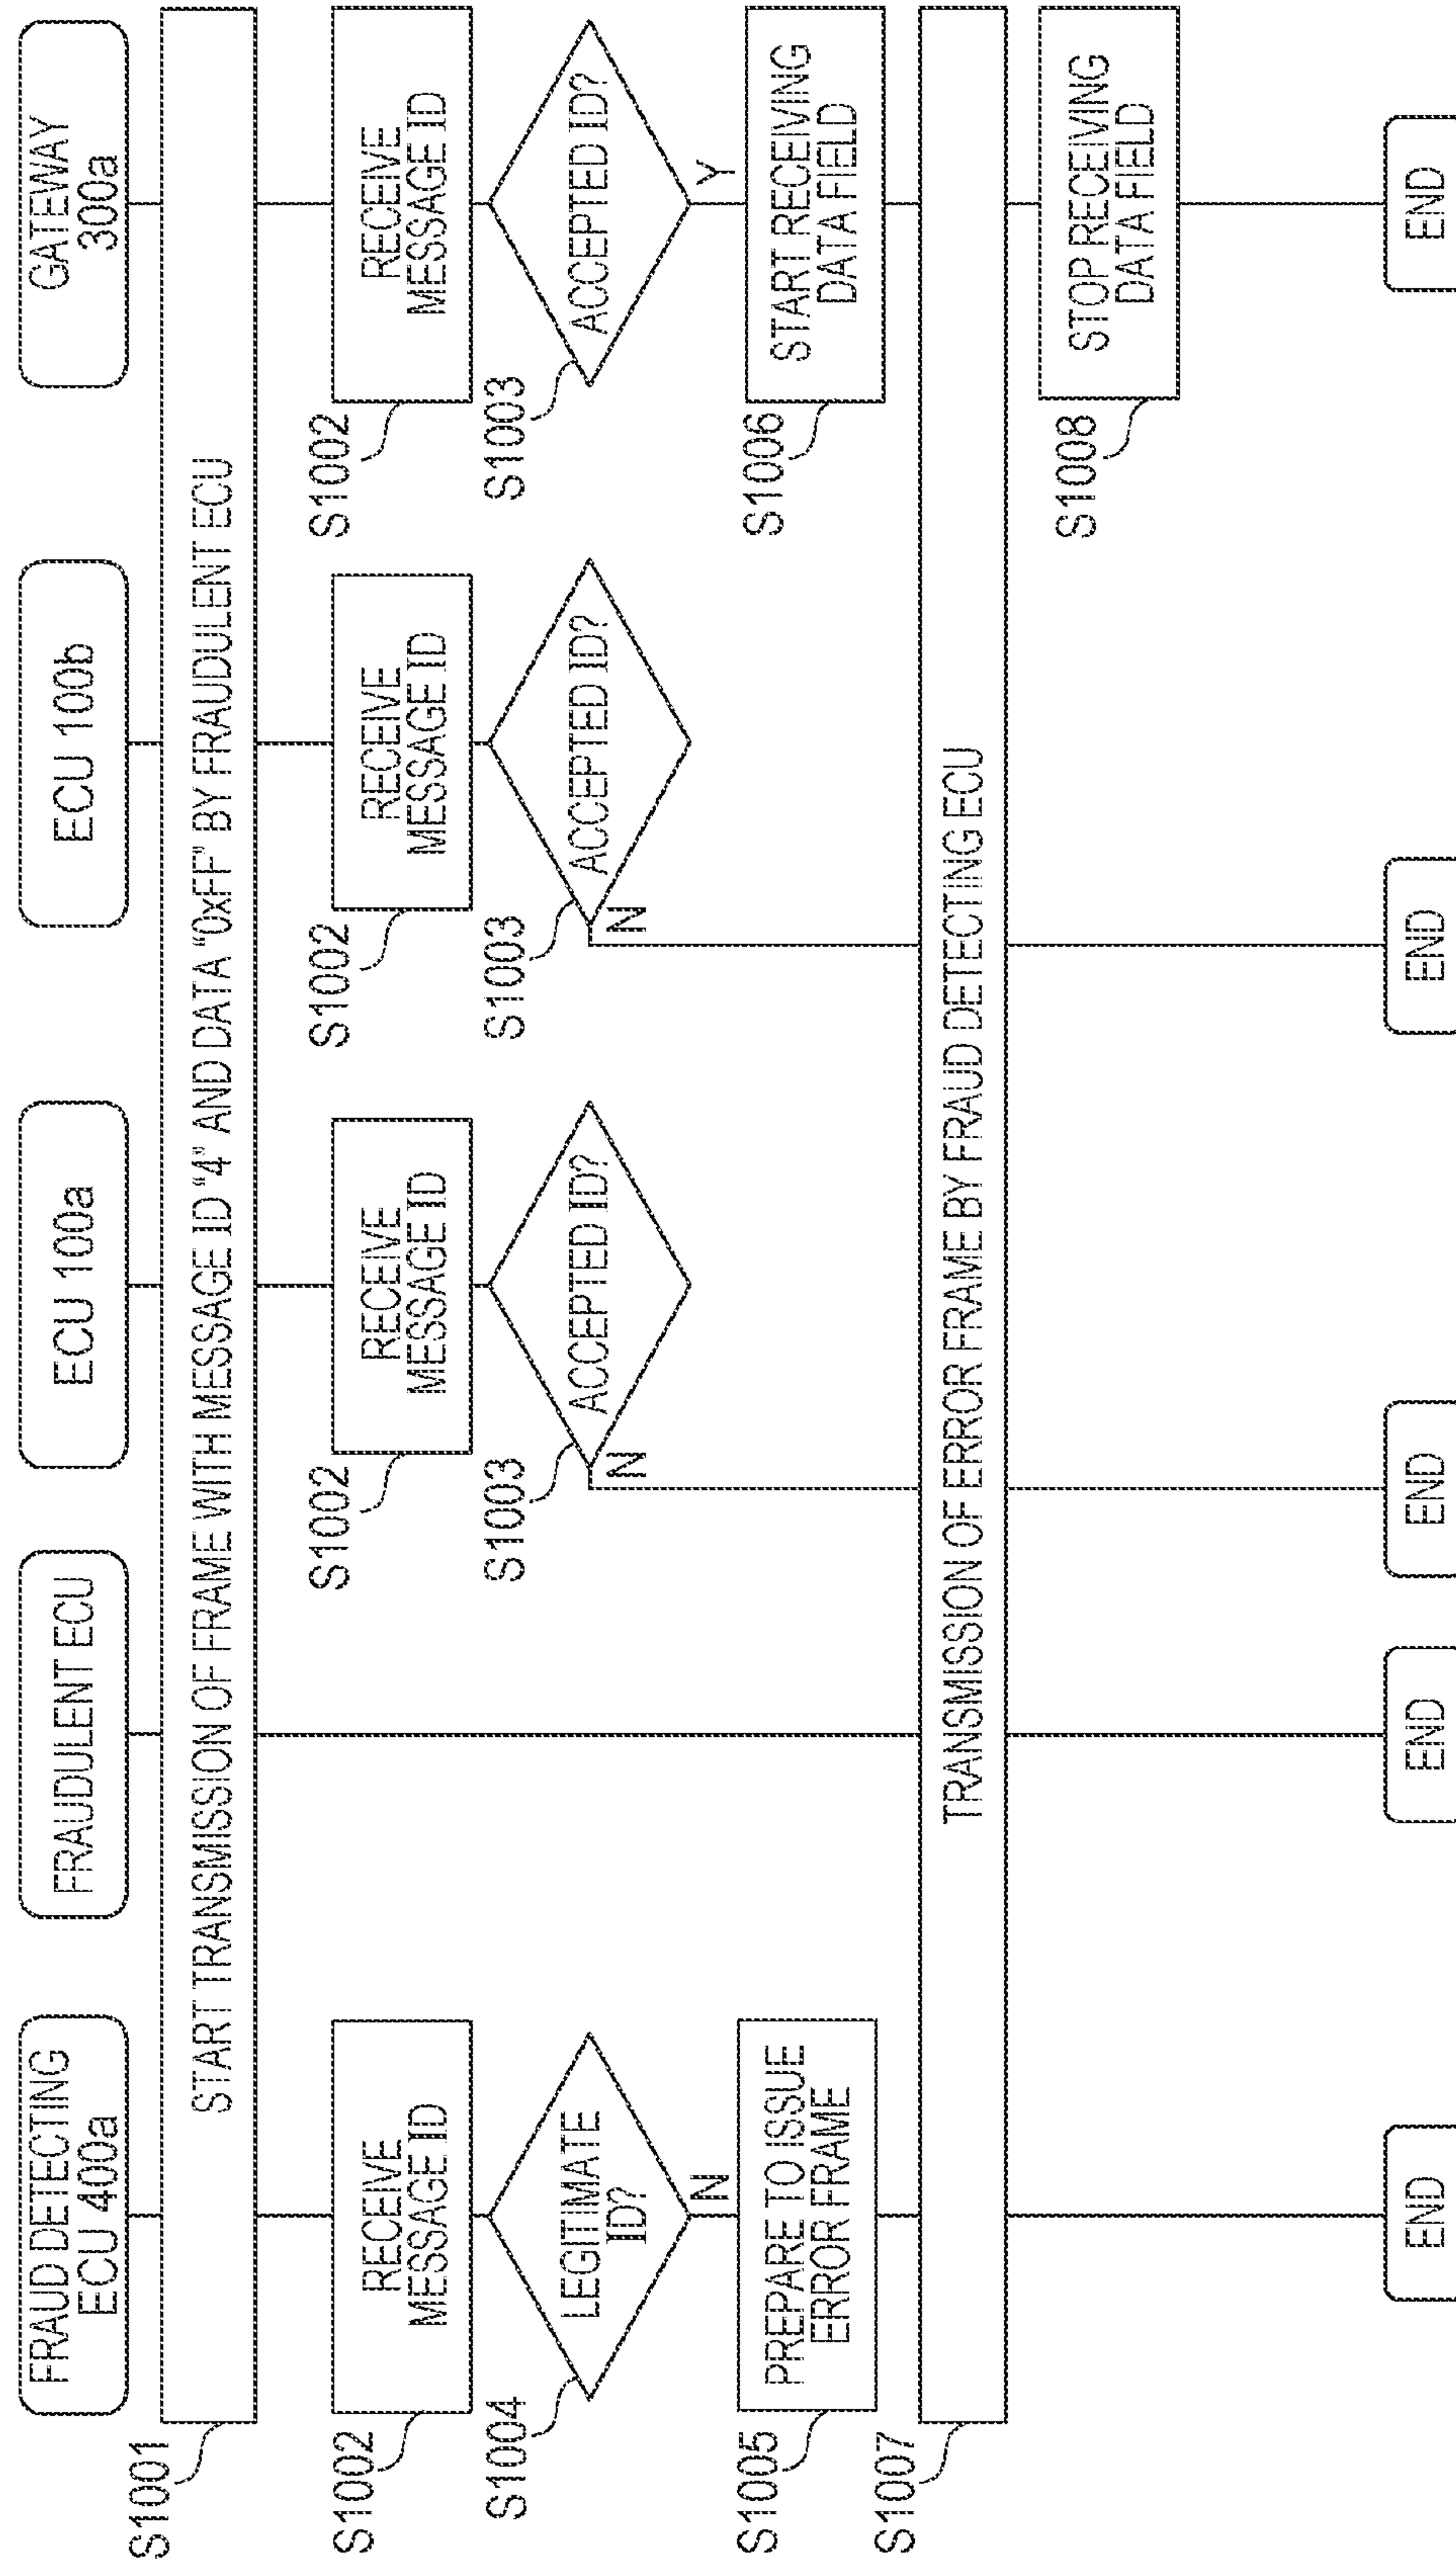 FRAUD DETECTING
ECU 400a
FRAUDULENT ECU
ECU 100a
ECU 100b
GATEWAY
300a
S1001
START TRANSMISSION OF FRAME WITH MESSAGE ID "4" AND DATA "0xFF" BY FRAUDULENT ECU
S1002
RECEIVE
MESSAGE ID
S1002
RECEIVE
MESSAGE ID
S1002
RECEIVE
MESSAGE ID
S1002
RECEIVE
MESSAGE ID
S1004
LEGITIMATE
ID?
N
S1003
ACCEPTED ID?
N
S1003
ACCEPTED ID?
N
S1003
ACCEPTED ID?
Y
S1005
PREPARE TO ISSUE
ERROR FRAME
S1006
START RECEIVING
DATA FIELD
S1007
TRANSMISSION OF ERROR FRAME BY FRAUD DETECTING ECU
S1008
STOP RECEIVING
DATA FIELD
END
END
END
END
END